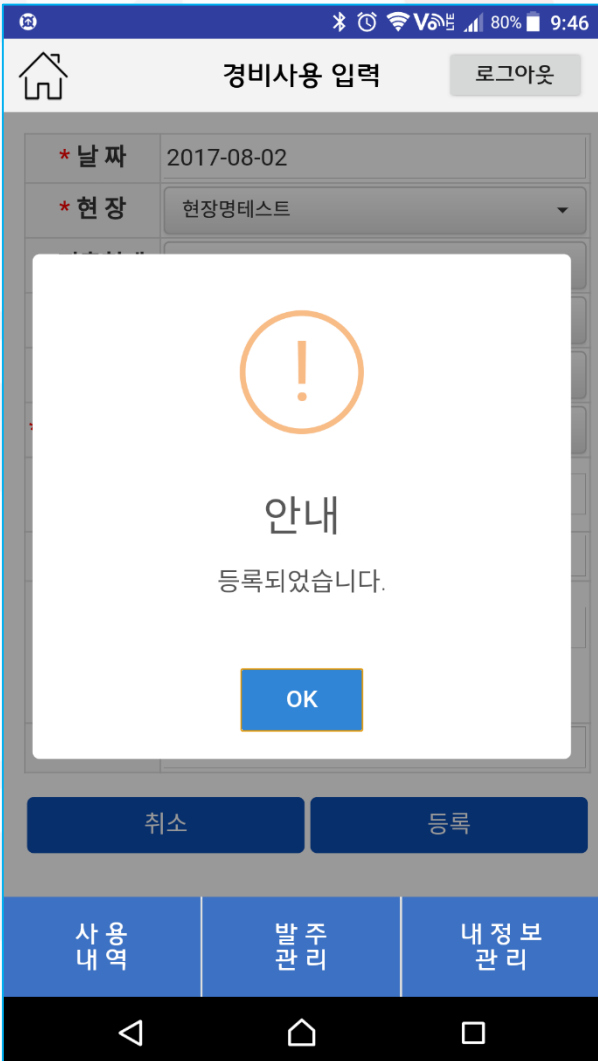 80% 9:46
경비사용 입력 로그아웃
* 날 짜 2017-08-02
* 현 장 현장명테스트
!
안내
등록되었습니다.
OK
취소 등록
사 용 발 주 내 정 보
내 역 관 리 관 리